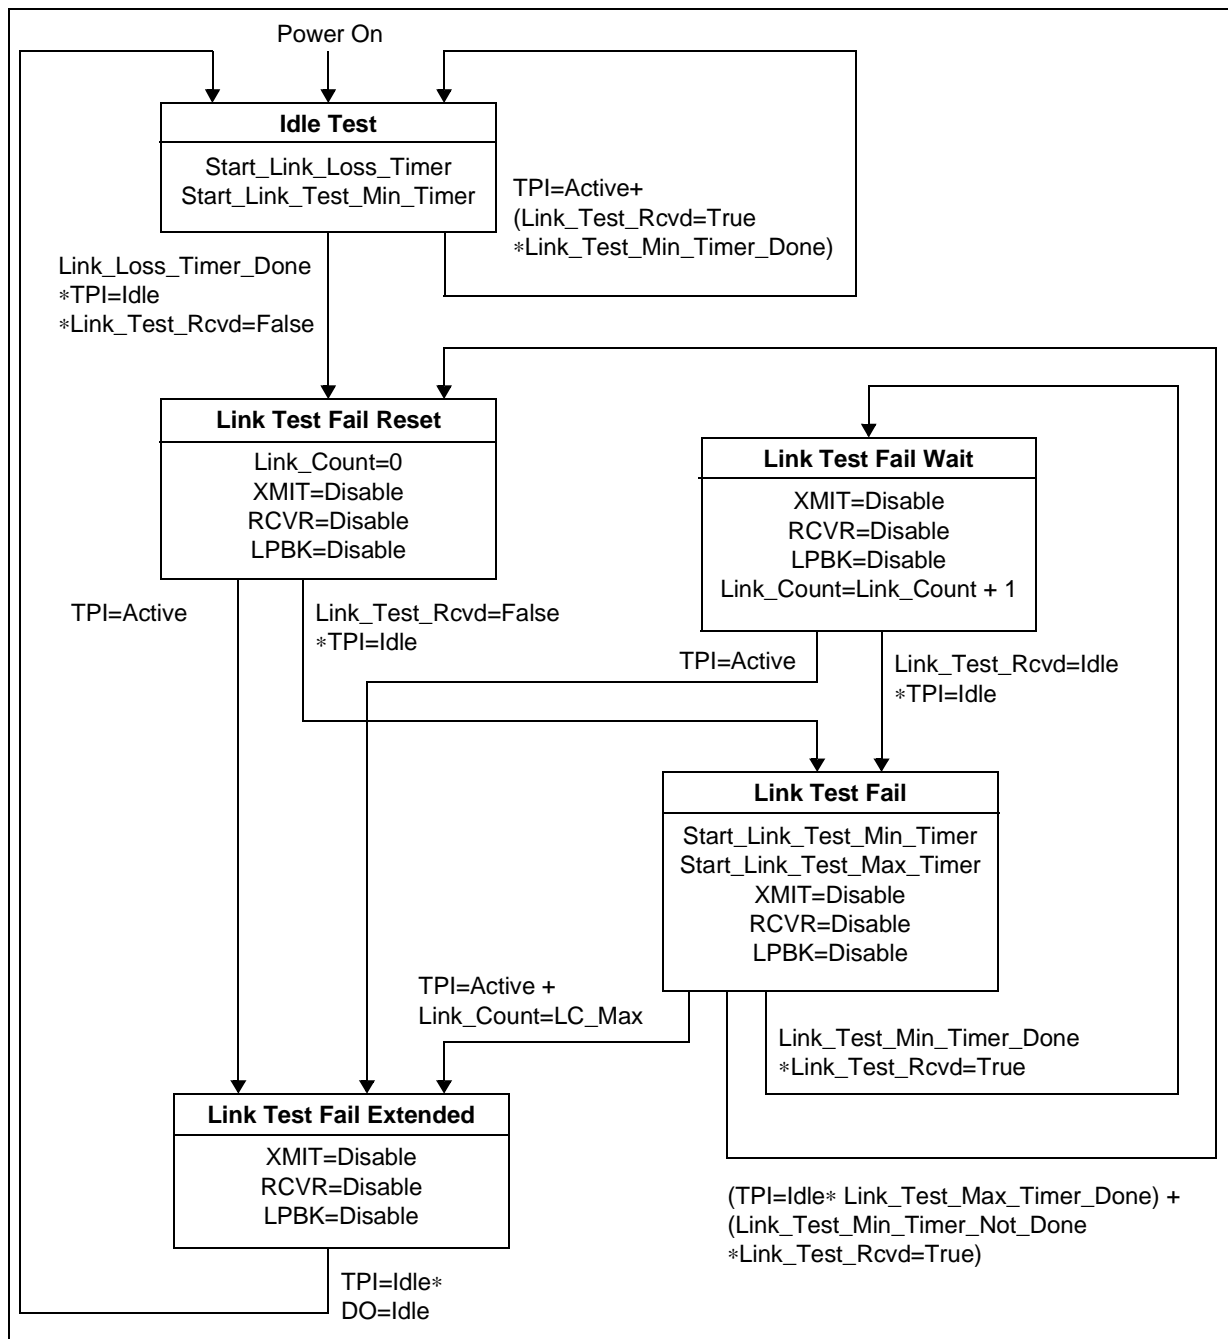 Power On
Idle Test
Start_Link_Loss_Timer
Start_Link_Test_Min_Timer
TPI=Active+
(Link_Test_Rcvd=True
*Link_Test_Min_Timer_Done)
Link_Loss_Timer_Done
*TPI=Idle
*Link_Test_Rcvd=False
Link Test Fail Reset
Link_Count=0
XMIT=Disable
RCVR=Disable
LPBK=Disable
Link Test Fail Wait
XMIT=Disable
RCVR=Disable
LPBK=Disable
Link_Count=Link_Count + 1
TPI=Active
Link_Test_Rcvd=False
*TPI=Idle
TPI=Active
Link_Test_Rcvd=Idle
*TPI=Idle
Link Test Fail
Start_Link_Test_Min_Timer
Start_Link_Test_Max_Timer
XMIT=Disable
RCVR=Disable
LPBK=Disable
TPI=Active +
Link_Count=LC_Max
Link_Test_Min_Timer_Done
*Link_Test_Rcvd=True
Link Test Fail Extended
XMIT=Disable
RCVR=Disable
LPBK=Disable
(TPI=Idle* Link_Test_Max_Timer_Done) +
(Link_Test_Min_Timer_Not_Done
*Link_Test_Rcvd=True)
TPI=Idle*
DO=Idle